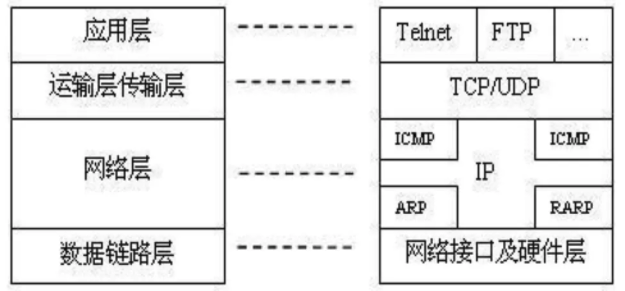 应用层
Telnet FTP ...
运输层传输层
TCP/UDP
网络层
ICMP ICMP
IP
ARP RARP
数据链路层
网络接口及硬件层